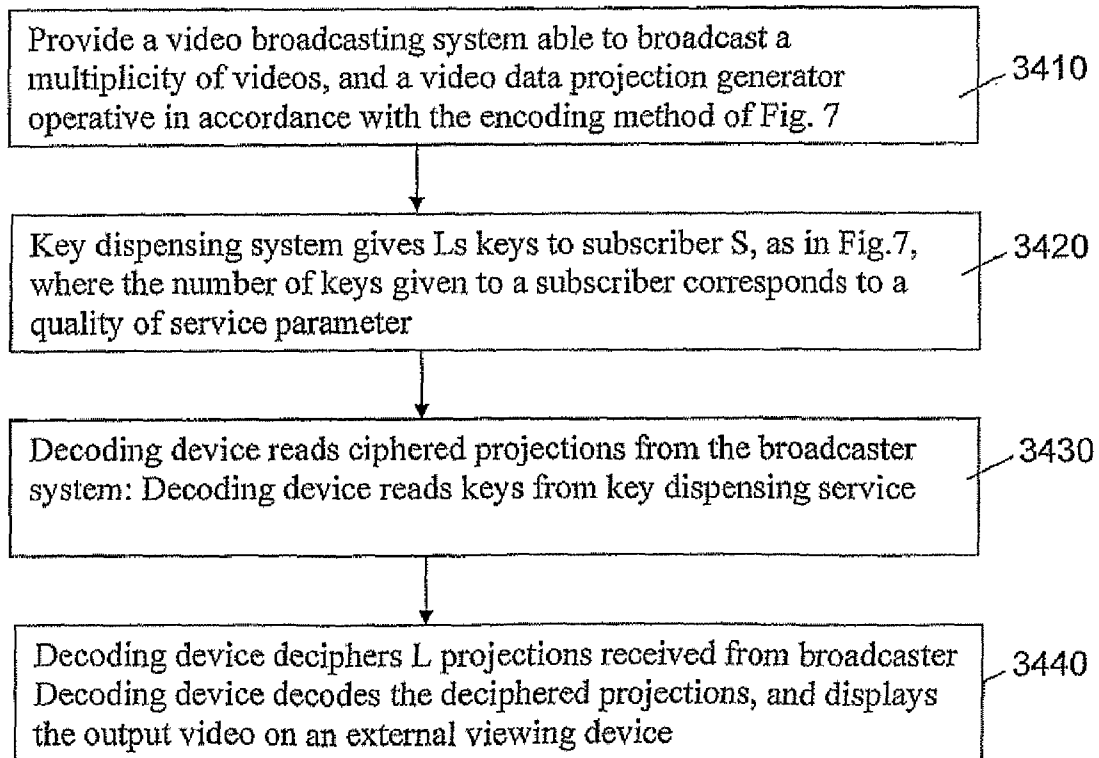 Provide a video broadcasting system able to broadcast a
multiplicity of videos, and a video data projection generator
operative in accordance with the encoding method of Fig. 7
3410
Key dispensing system gives Ls keys to subscriber S, as in Fig.7,
where the number of keys given to a subscriber corresponds to a
quality of service parameter
3420
Decoding device reads ciphered projections from the broadcaster
system: Decoding device reads keys from key dispensing service
3430
Decoding device deciphers L projections received from broadcaster
Decoding device decodes the deciphered projections, and displays
the output video on an external viewing device
3440